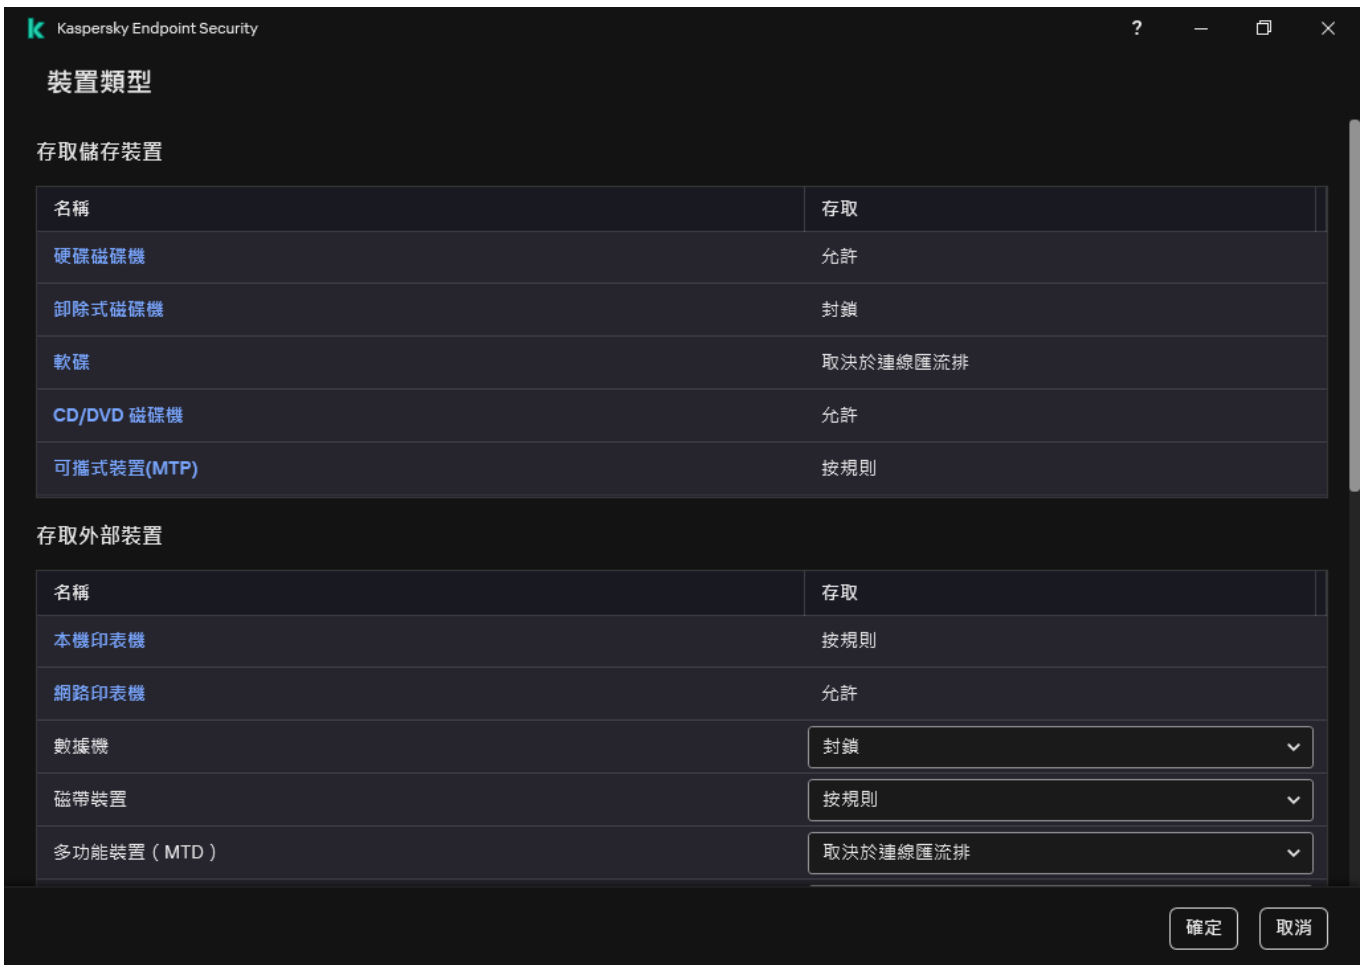 Kaspersky Endpoint Security
?
裝置類型
存取儲存裝置
名稱 存取
硬碟磁碟機 允許
卸除式磁碟機 封鎖
軟碟 取決於連線匯流排
CD/DVD 磁碟機 允許
可攜式裝置(MTP) 按規則
存取外部裝置
名稱 存取
本機印表機 按規則
網路印表機 允許
數據機 封鎖
磁帶裝置 按規則
多功能裝置（MTD） 取決於連線匯流排
確定 取消